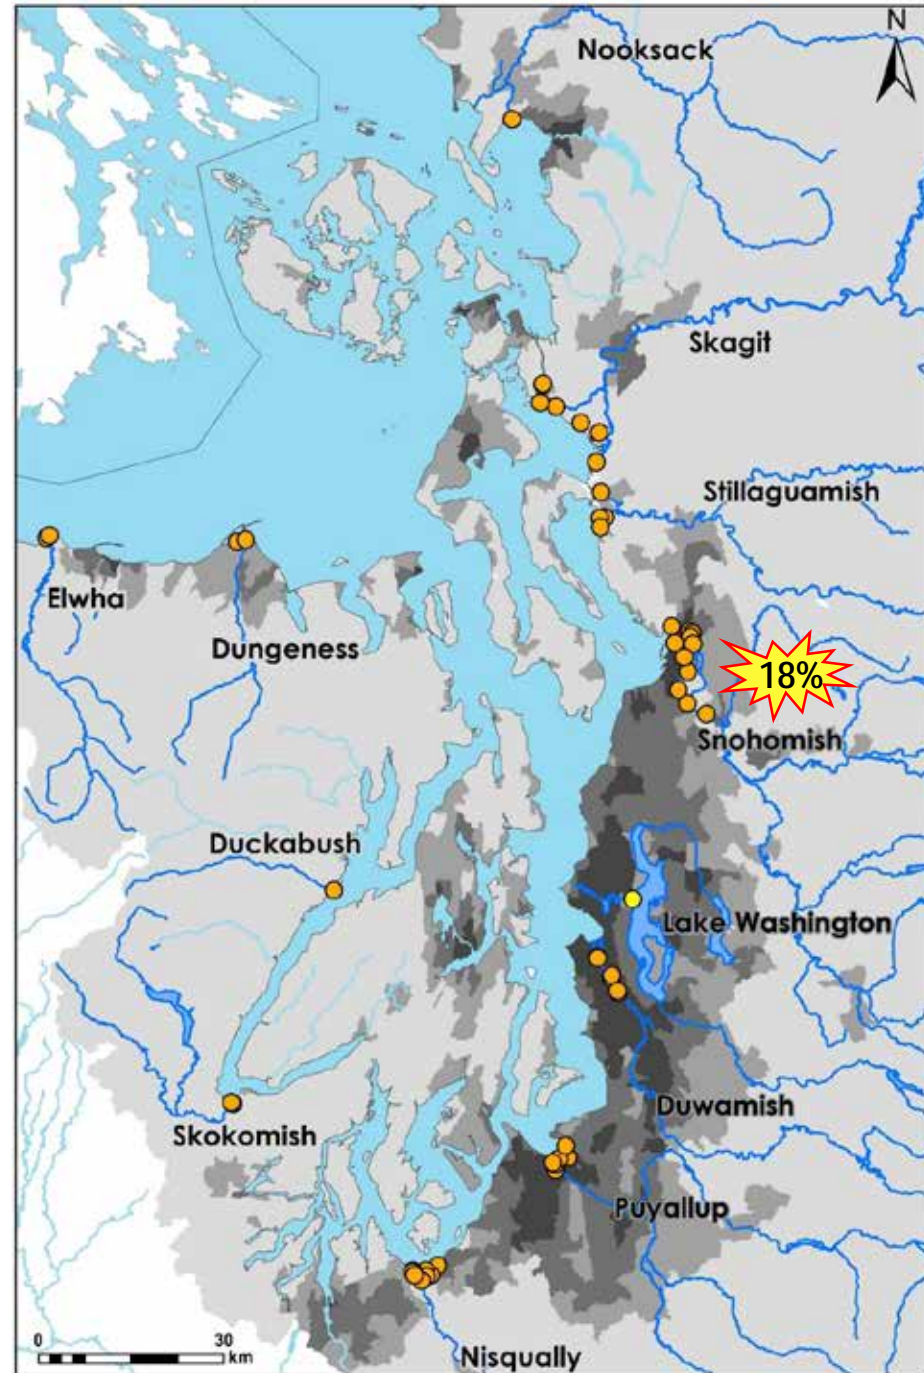 N
Nooksack
Skagit
Stillaguamish
Elwha
Dungeness
18%
Snohomish
Duckabush
Lake Washington
Duwamish
Skokomish
Puyallup
0 30
km
Nisqually